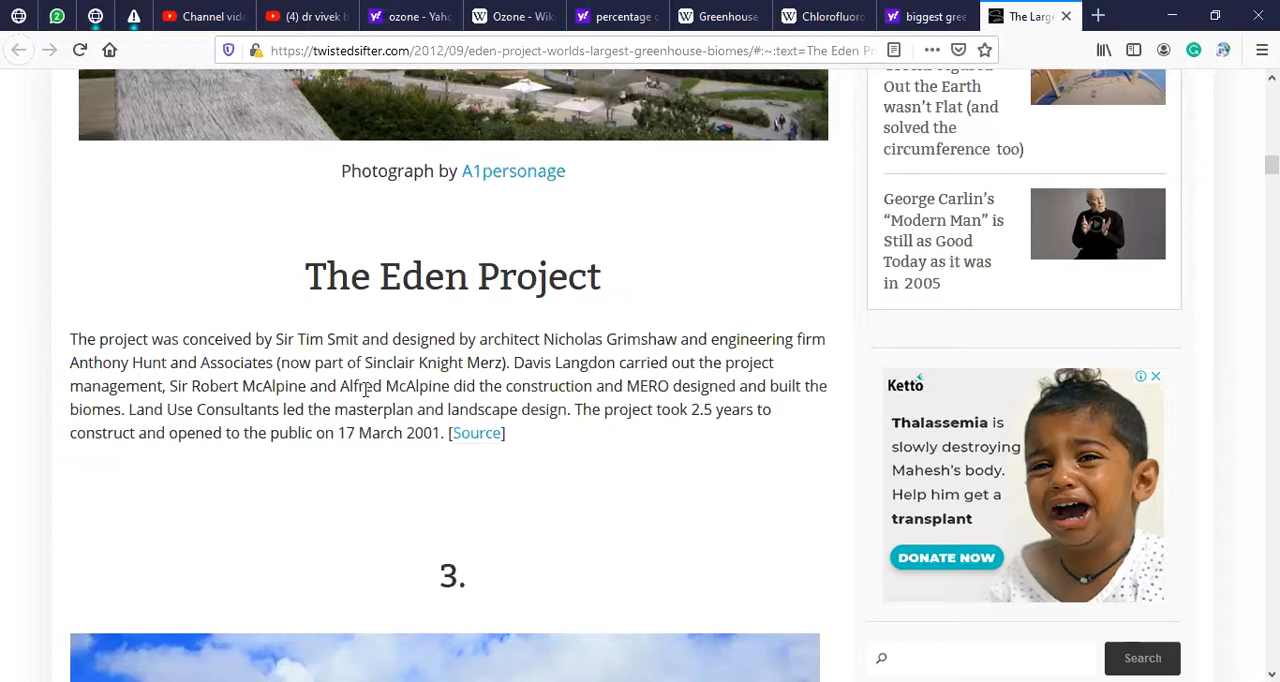 Channel vid
(4) dr vivek b
ozone - Yah
Ozone - Wik
percentage c
Greenhouse
Chlorofluoro
biggest gree
The Larg
https://twistedsifter.com/2012/09/eden-project-worlds-largest-greenhouse-biomes/#:~:text=The Eden Pr
Photograph by A1personage
The Eden Project
The project was conceived by Sir Tim Smit and designed by architect Nicholas Grimshaw and engineering firm
Anthony Hunt and Associates (now part of Sinclair Knight Merz). Davis Langdon carried out the project
management, Sir Robert McAlpine and Alfred McAlpine did the construction and MERO designed and built the
biomes. Land Use Consultants led the masterplan and landscape design. The project took 2.5 years to
construct and opened to the public on 17 March 2001. [Source]
3.
Out the Earth
wasn't Flat (and
solved the
circumference too)
George Carlin's
“Modern Man” is
Still as Good
Today as it was
in 2005
Ketto
Thalassemia is
slowly destroying
Mahesh's body.
Help him get a
transplant
DONATE NOW
Search